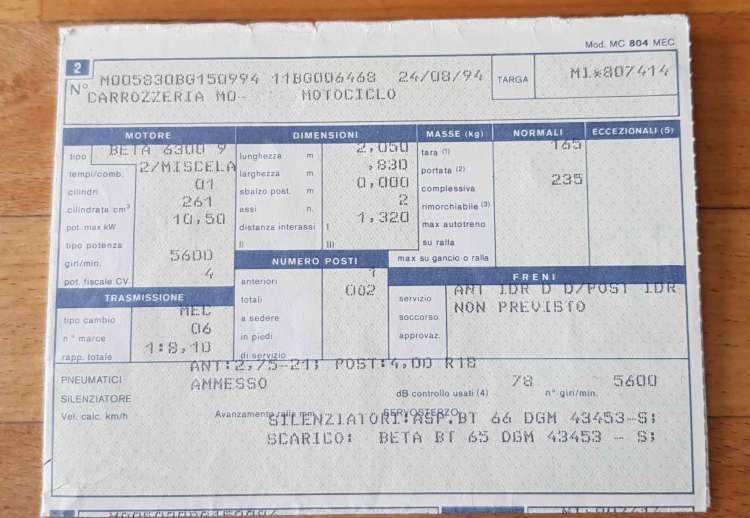 Mod. MC 804 MEC
2
N° M005830BG150994 11BG006468 24/08/94 TARGA MI*807414
CARROZZERIA MO- MOTOCICLO
MOTORE
tipo BETA 6300 9
tempi/comb. 2/MISCELA
cilindri 01
cilindrata cm³ 261
pot. max kW 10,50
tipo potenza
giri/min. 5600
pot. fiscale CV 4
TRASMISSIONE
tipo cambio MEC
n° marce 06
rapp. totale 1:8,10
DIMENSIONI
lunghezza m 2,050
larghezza m ,830
sbalzo post. m 0,000
assi n. 2
distanza interassi I 1,320
II III
NUMERO POSTI
anteriori 1
totali 002
a sedere
in piedi
di servizio
MASSE (kg) NORMALI ECCEZIONALI (5)
tara (1) 165
portata (2)
complessiva 235
rimorchiabile (3)
max autotreno
su ralla
max su gancio o ralla
FRENI
servizio ANT IDR D D/POST IDR
soccorso NON PREVISTO
approvaz.
PNEUMATICI ANT:2,75-21; POST:4,00 R18
SILENZIATORE AMMESSO dB controllo usati (4) 78 n° giri/min. 5600
Vel. calc. km/h Avanzamento ralla mm SERVOSTERZO
SILENZIATORI:ASP.BT 66 DGM 43453-S;
SCARICO: BETA BT 65 DGM 43453 - S;